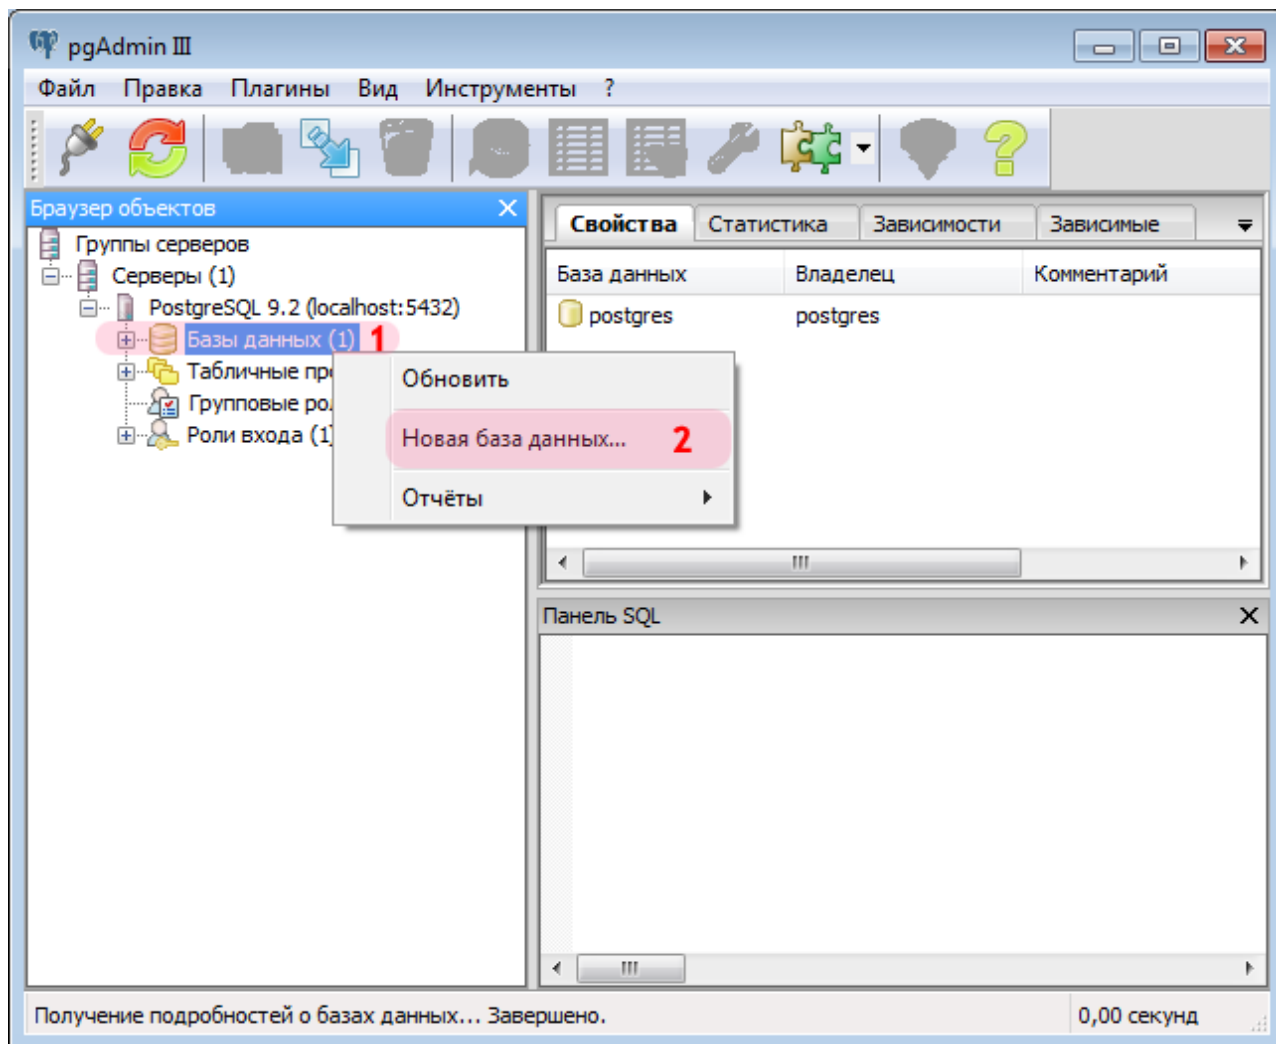 pgAdmin III
Файл Правка Плагины Вид Инструменты ?
Браузер объектов
Группы серверов
Серверы (1)
PostgreSQL 9.2 (localhost:5432)
Базы данных (1) 1
Табличные
Групповые
Роли входа (1)
Обновить
Новая база данных... 2
Отчёты
Свойства Статистика Зависимости Зависимые
База данных Владелец Комментарий
postgres postgres
Панель SQL
Получение подробностей о базах данных... Завершено. 0,00 секунд